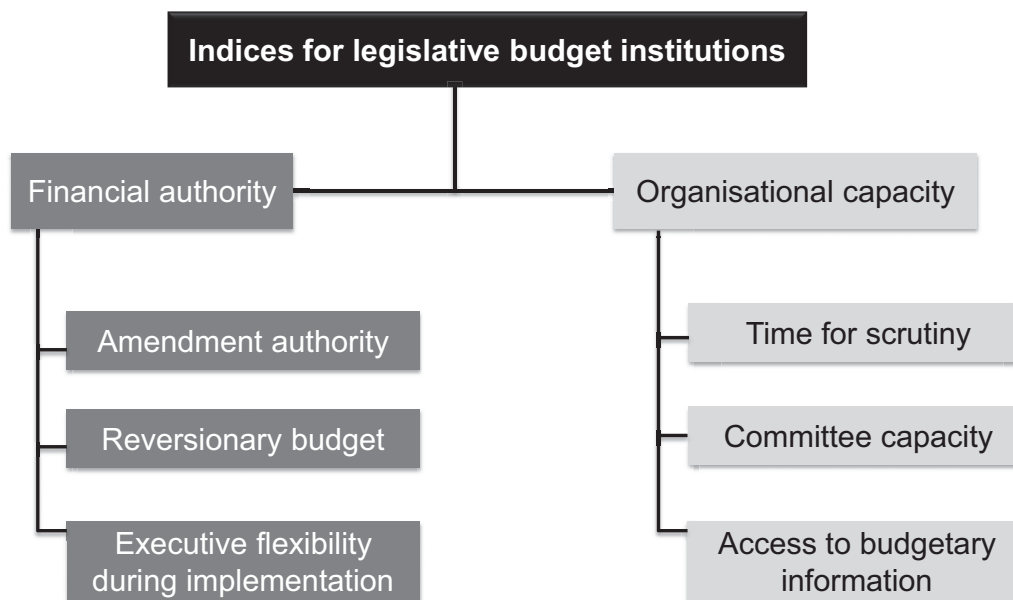 Indices for legislative budget institutions
Financial authority
Amendment authority
Reversionary budget
Executive flexibility
during implementation
Organisational capacity
Time for scrutiny
Committee capacity
Access to budgetary
information